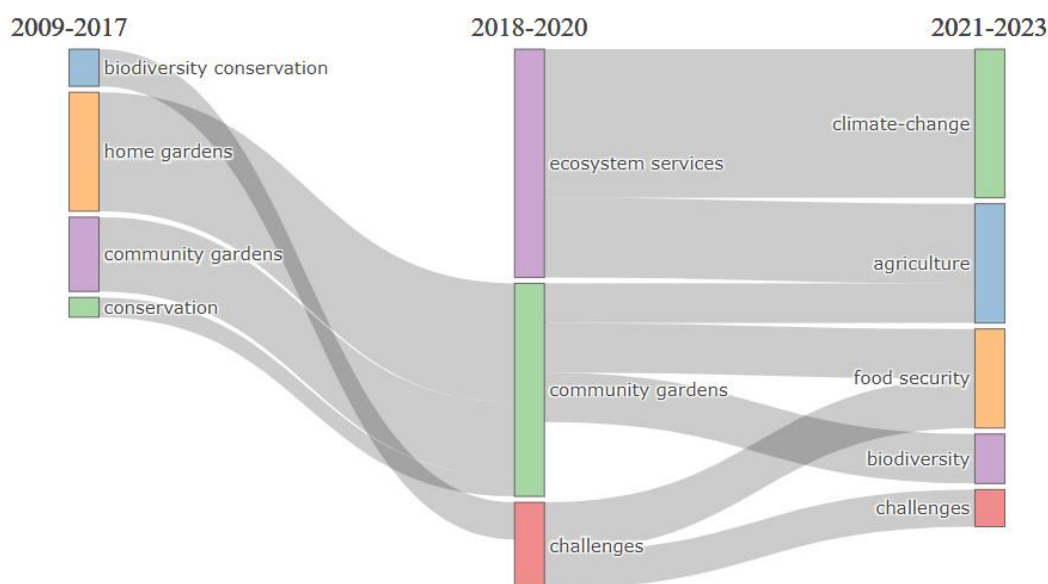 2009-2017
2018-2020
2021-2023
biodiversity conservation
home gardens
community gardens
conservation
ecosystem services
community gardens
challenges
climate-change
agriculture
food security
biodiversity
challenges